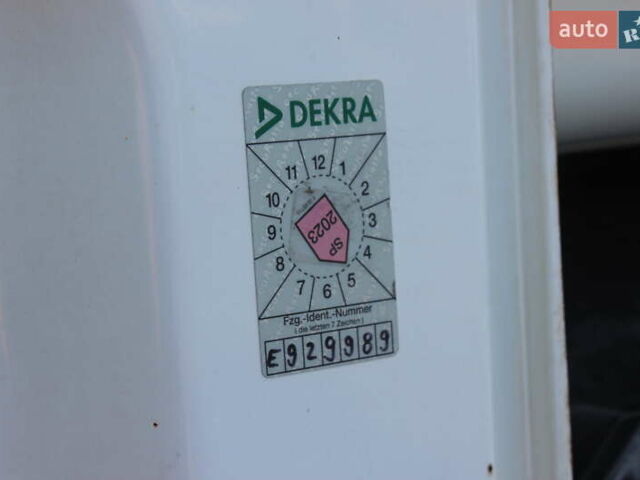 auto
R
DEKRA
11 12 1
10 2
9 3
8 4
7 6 5
2023
SP
Fzg.-Ident.-Nummer
( die letzten 7 Zeichen )
E929989